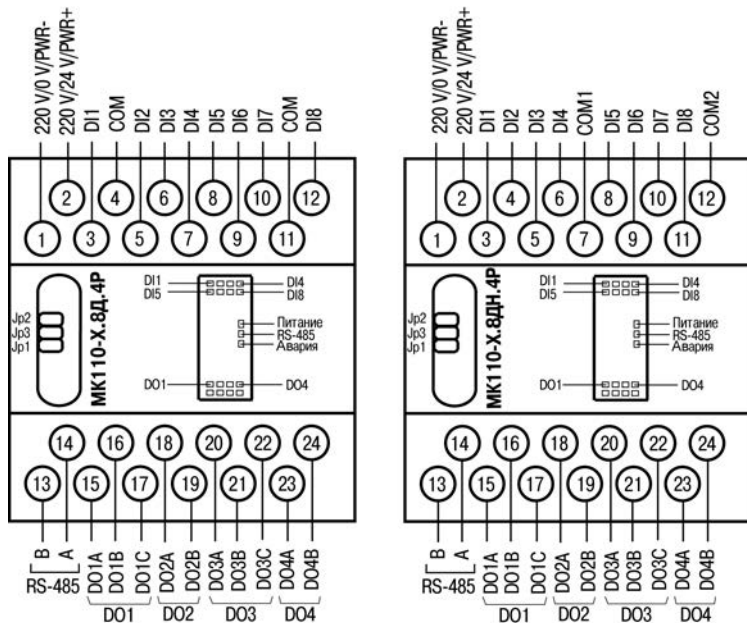 220 V/0 V/PWR-
220 V/24 V/PWR+
DI1
COM
DI2
DI3
DI4
DI5
DI6
DI7
COM
DI8
2 4 6 8 10 12
1 3 5 7 9 11
Jp2
Jp3
Jp1
МК110-Х.8Д.4Р
DI1 DI4
DI5 DI8
Питание
RS-485
Авария
DO1 DO4
14 16 18 20 22 24
13 15 17 19 21 23
B
A
DO1A
DO1B
DO1C
DO2A
DO2B
DO3A
DO3B
DO3C
DO4A
DO4B
RS-485 DO1 DO2 DO3 DO4
220 V/0 V/PWR-
220 V/24 V/PWR+
DI1
DI2
DI3
DI4
COM1
DI5
DI6
DI7
DI8
COM2
2 4 6 8 10 12
1 3 5 7 9 11
Jp2
Jp3
Jp1
МК110-Х.8ДН.4Р
DI1 DI4
DI5 DI8
Питание
RS-485
Авария
DO1 DO4
14 16 18 20 22 24
13 15 17 19 21 23
B
A
DO1A
DO1B
DO1C
DO2A
DO2B
DO3A
DO3B
DO3C
DO4A
DO4B
RS-485 DO1 DO2 DO3 DO4